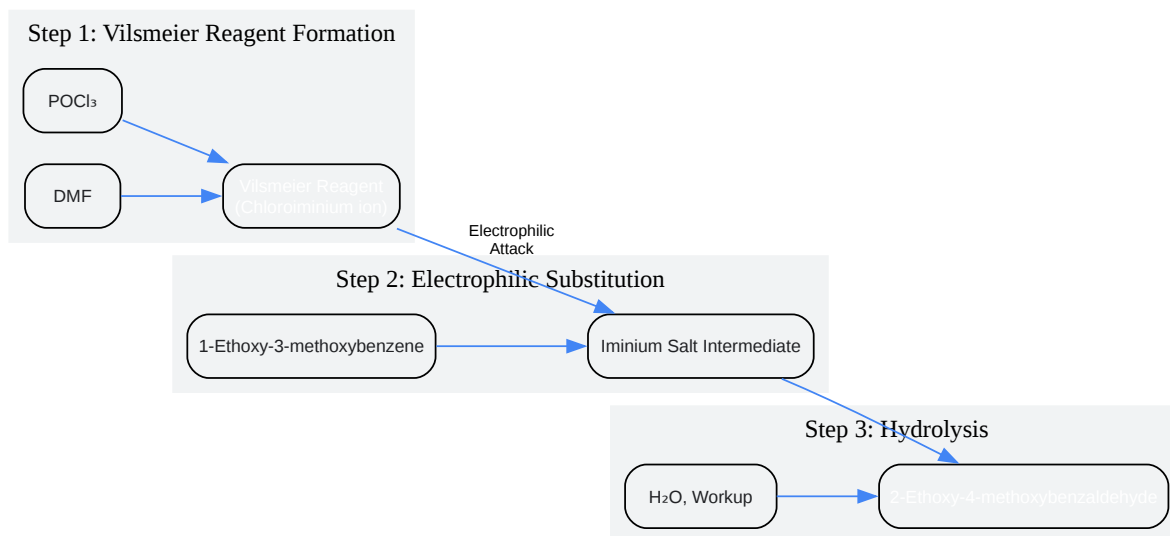 Step 1: Vilsmeier Reagent Formation
POCl₃
DMF
Vilsmeier Reagent
(Chloroiminium ion)
Electrophilic
Attack
Step 2: Electrophilic Substitution
1-Ethoxy-3-methoxybenzene
Iminium Salt Intermediate
Step 3: Hydrolysis
H₂O, Workup
2-Ethoxy-4-methoxybenzaldehyde